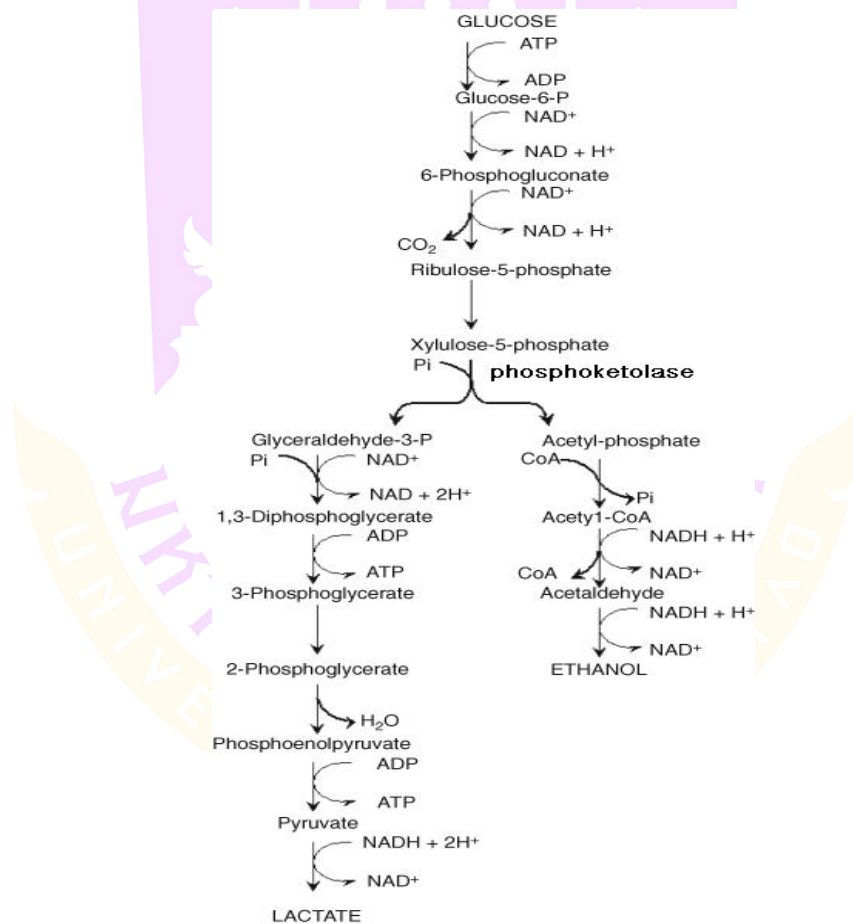 GLUCOSE
ATP
ADP
Glucose-6-P
NAD+
NAD + H+
6-Phosphogluconate
NAD+
NAD + H+
CO2
Ribulose-5-phosphate
Xylulose-5-phosphate
Pi
phosphoketolase
Glyceraldehyde-3-P
Pi
NAD+
NAD + 2H+
1,3-Diphosphoglycerate
ADP
ATP
3-Phosphoglycerate
2-Phosphoglycerate
H2O
Phosphoenolpyruvate
ADP
ATP
Pyruvate
NADH + 2H+
NAD+
LACTATE
Acetyl-phosphate
CoA
Pi
Acety1-CoA
NADH + H+
CoA
NAD+
Acetaldehyde
NADH + H+
NAD+
ETHANOL